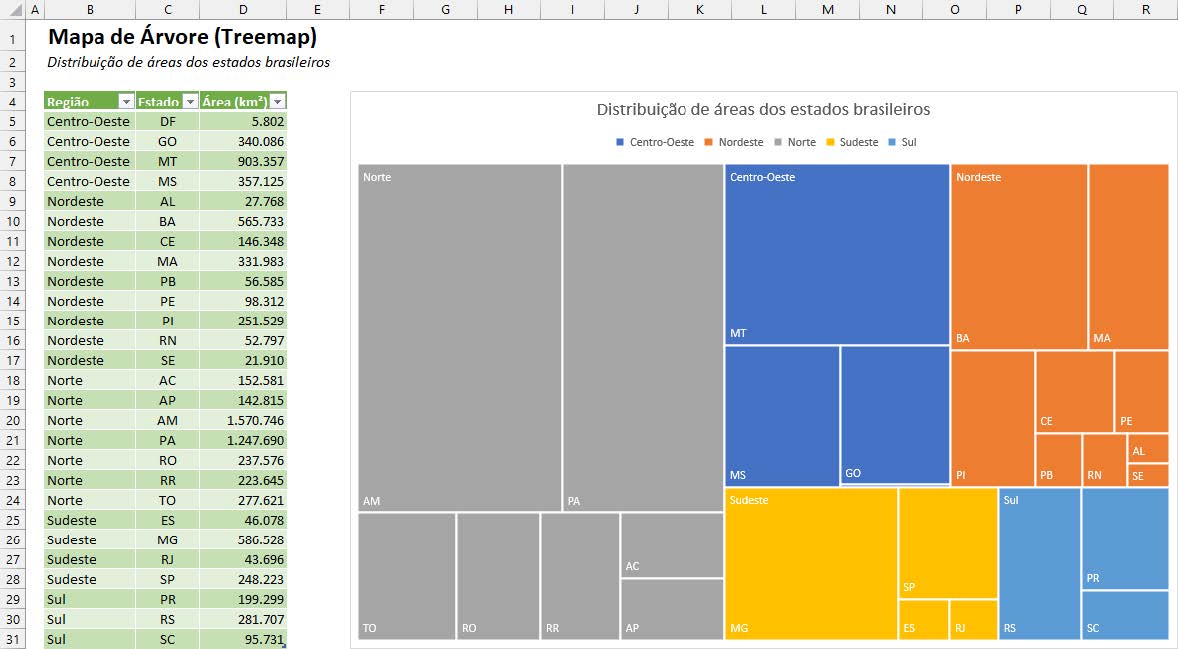 A B C D E F G H I J K L M N O P Q R
1 Mapa de Árvore (Treemap)
2 Distribuição de áreas dos estados brasileiros
3
4 Região Estado Área (km²)
5 Centro-Oeste DF 5.802
6 Centro-Oeste GO 340.086
7 Centro-Oeste MT 903.357
8 Centro-Oeste MS 357.125
9 Nordeste AL 27.768
10 Nordeste BA 565.733
11 Nordeste CE 146.348
12 Nordeste MA 331.983
13 Nordeste PB 56.585
14 Nordeste PE 98.312
15 Nordeste PI 251.529
16 Nordeste RN 52.797
17 Nordeste SE 21.910
18 Norte AC 152.581
19 Norte AP 142.815
20 Norte AM 1.570.746
21 Norte PA 1.247.690
22 Norte RO 237.576
23 Norte RR 223.645
24 Norte TO 277.621
25 Sudeste ES 46.078
26 Sudeste MG 586.528
27 Sudeste RJ 43.696
28 Sudeste SP 248.223
29 Sul PR 199.299
30 Sul RS 281.707
31 Sul SC 95.731
Distribuição de áreas dos estados brasileiros
Centro-Oeste Nordeste Norte Sudeste Sul
Norte
AM
PA
TO
RO
RR
AC
AP
Centro-Oeste
MT
MS
GO
Nordeste
BA
MA
PI
CE
PE
PB
RN
AL
SE
Sudeste
MG
SP
ES
RJ
Sul
RS
PR
SC